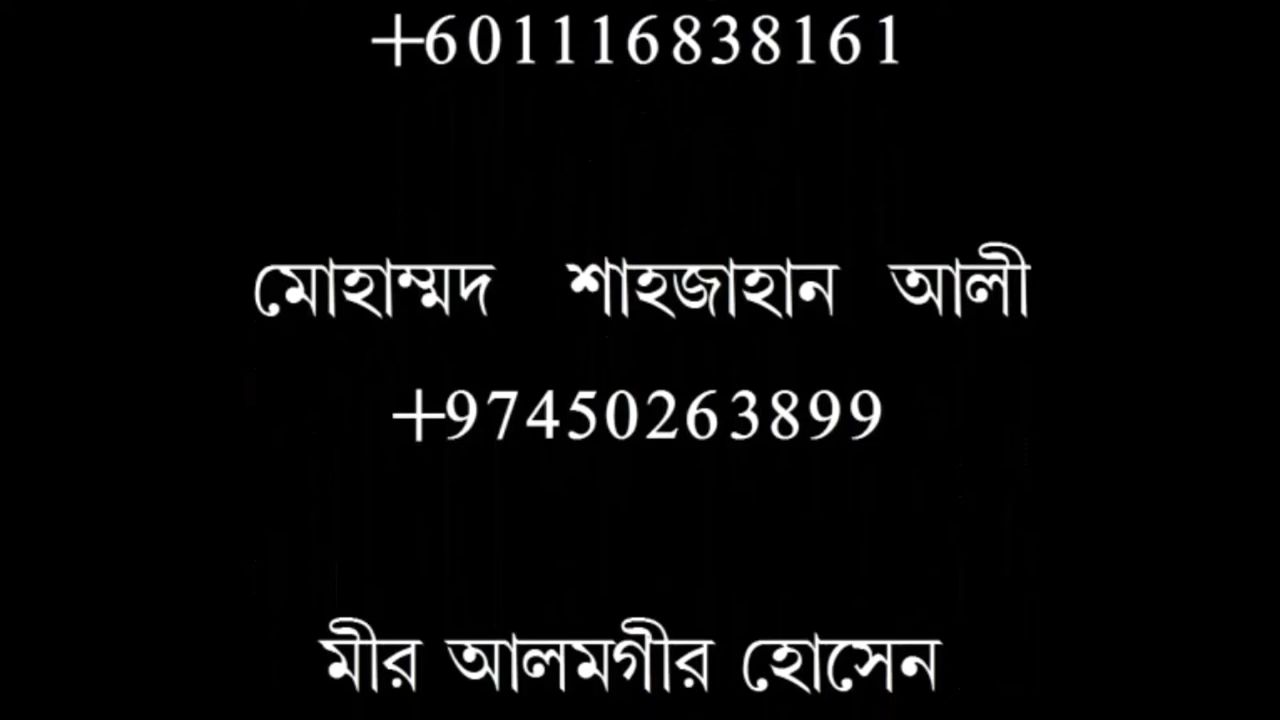 +601116838161
মোহাম্মদ শাহজাহান আলী
+97450263899
মীর আলমগীর হোসেন